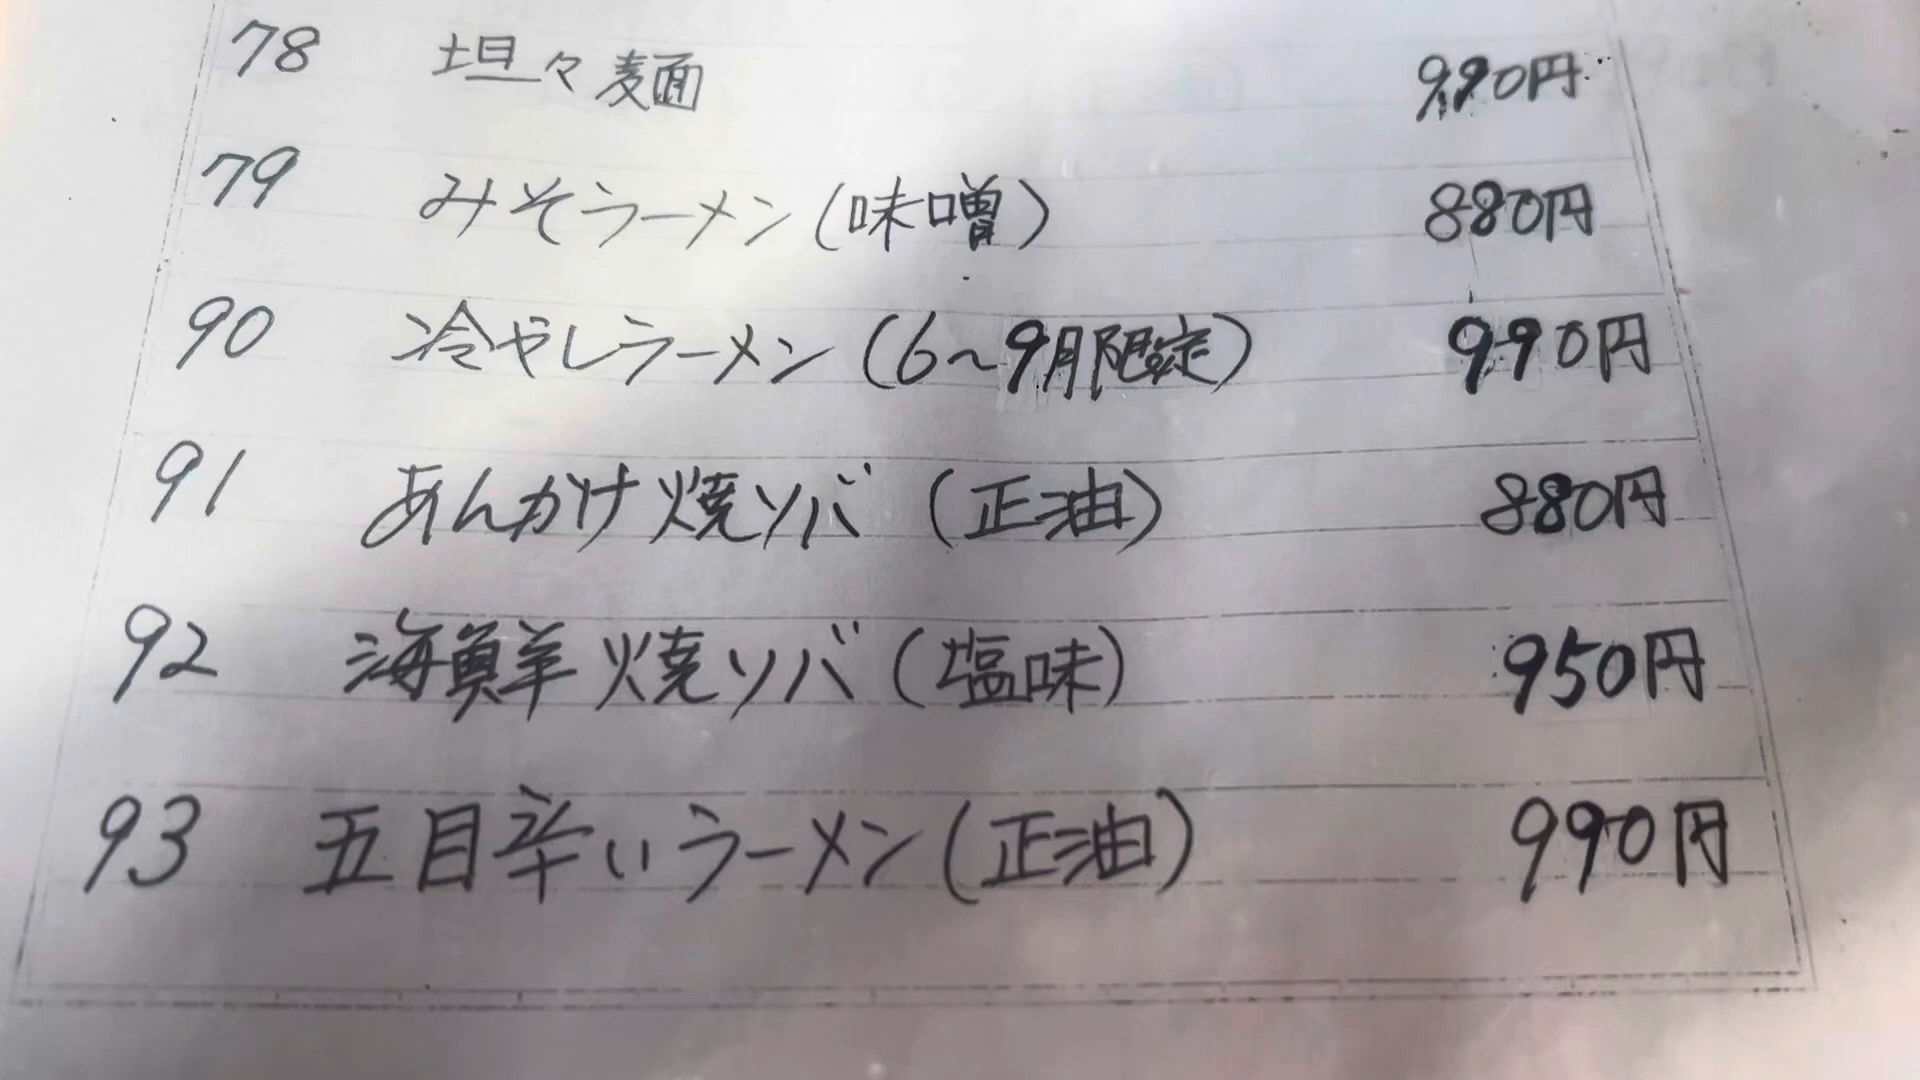 78 坦々麺 990円
79 みそラーメン(味噌) 880円
90 冷やしラーメン(6〜9月限定) 990円
91 あんかけ焼ソバ(正油) 880円
92 海鮮焼ソバ(塩味) 950円
93 五目辛いラーメン(正油) 990円